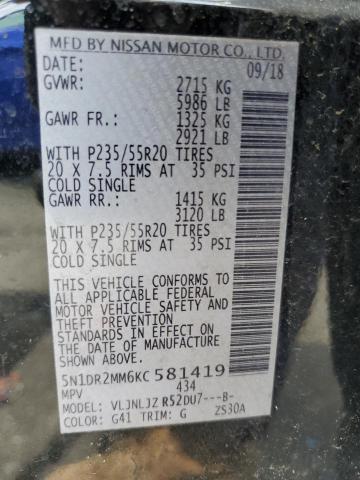 MFD BY NISSAN MOTOR CO., LTD.
DATE: 09/18
GVWR: 2715 KG
5986 LB
GAWR FR.: 1325 KG
2921 LB
WITH P235/55R20 TIRES
20 X 7.5 RIMS AT 35 PSI
COLD SINGLE
GAWR RR.: 1415 KG
3120 LB
WITH P235/55R20 TIRES
20 X 7.5 RIMS AT 35 PSI
COLD SINGLE
THIS VEHICLE CONFORMS TO
ALL APPLICABLE FEDERAL
MOTOR VEHICLE SAFETY AND
THEFT PREVENTION
STANDARDS IN EFFECT ON
THE DATE OF MANUFACTURE
SHOWN ABOVE.
5N1DR2MM6KC 581419
MPV 434
MODEL: VLJNLJZ R52DU7---B-
COLOR: G41 TRIM: G ZS30A